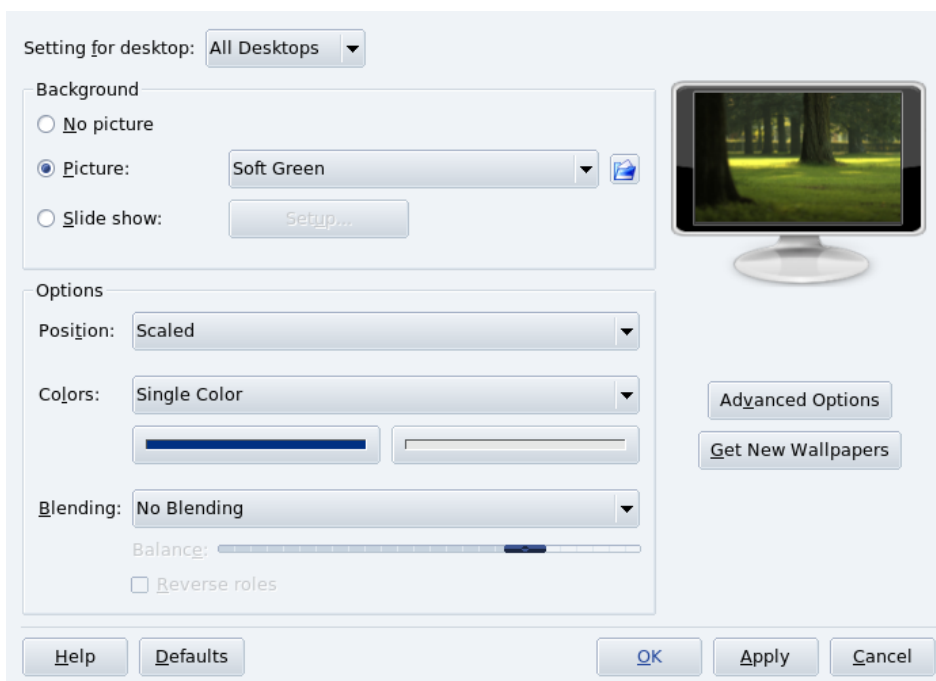 Setting for desktop: All Desktops
Background
No picture
Picture: Soft Green
Slide show: Setup...
Options
Position: Scaled
Colors: Single Color
Advanced Options
Get New Wallpapers
Blending: No Blending
Balance:
Reverse roles
Help Defaults OK Apply Cancel